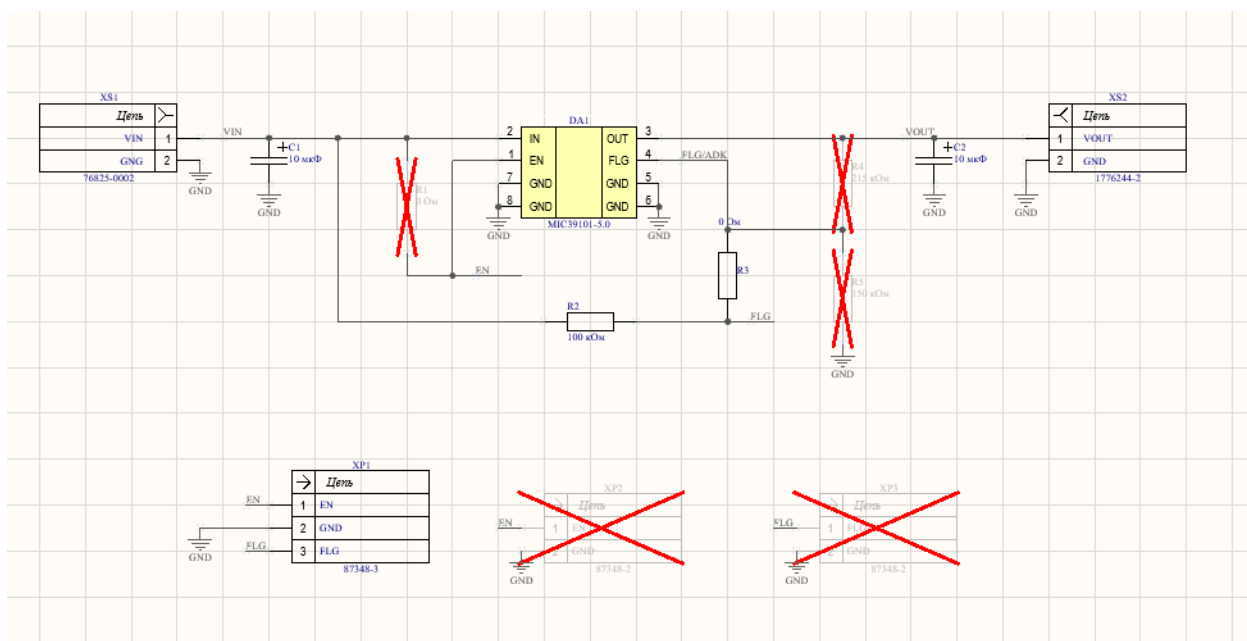 XS1
Цепь
VIN 1
GNG 2
76825-0002
GND
VIN
C1
10 мкФ
GND
R1
0 Ом
DA1
2 IN OUT 3
1 EN FLG 4
7 GND GND 5
8 GND GND 6
MIC39101-5.0
GND
GND
FLG/ADK
EN
R2
100 кОм
0 Ом
R3
FLG
R4
215 кОм
R5
150 кОм
GND
VOUT
C2
10 мкФ
GND
XS2
Цепь
1 VOUT
2 GND
1776244-2
GND
XP1
Цепь
EN 1 EN
2 GND
FLG 3 FLG
87348-3
GND
XP2
Цепь
EN 1 EN
2 GND
87348-2
GND
XP3
Цепь
FLG 1 FLG
2 GND
87348-2
GND